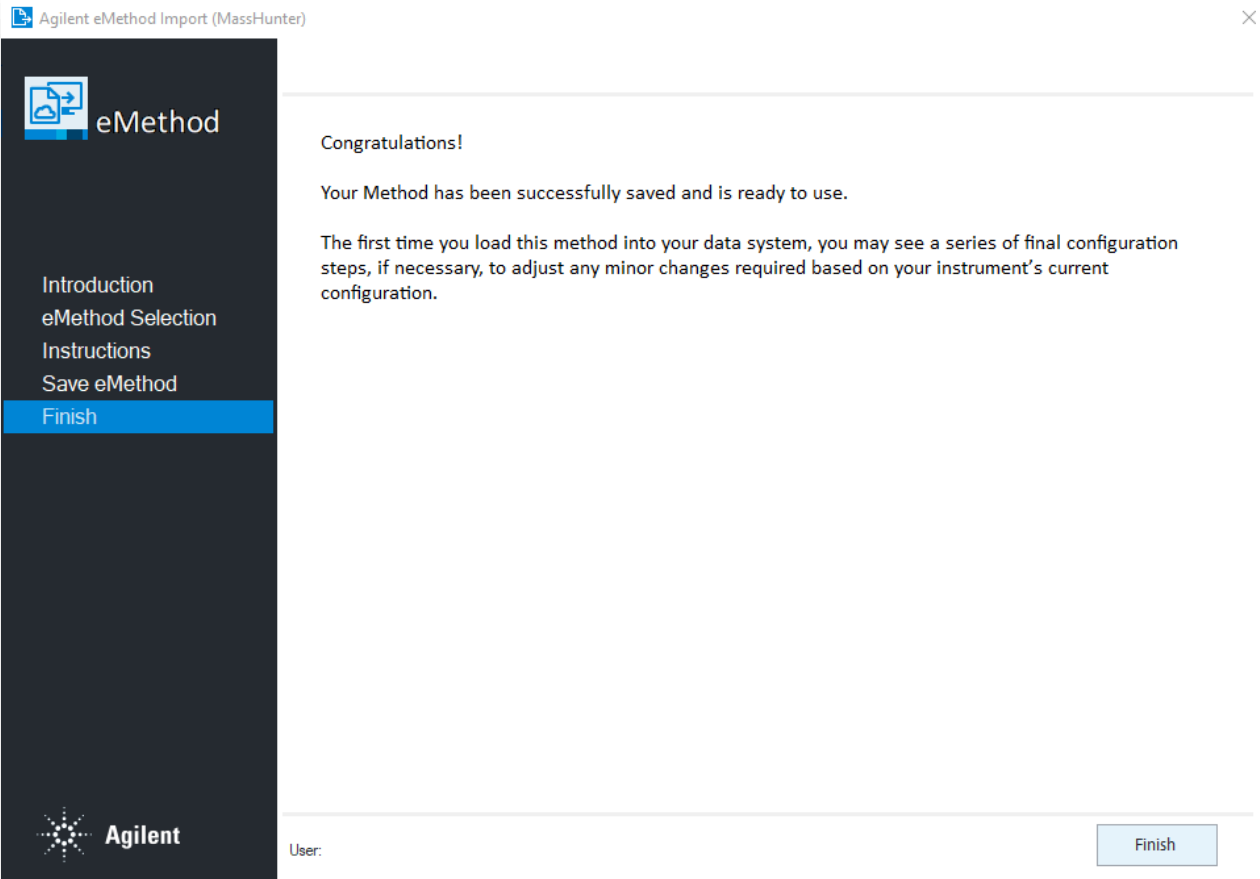 Agilent eMethod Import (MassHunter)
eMethod
Introduction
eMethod Selection
Instructions
Save eMethod
Finish
Congratulations!
Your Method has been successfully saved and is ready to use.
The first time you load this method into your data system, you may see a series of final configuration
steps, if necessary, to adjust any minor changes required based on your instrument's current
configuration.
Agilent
User:
Finish